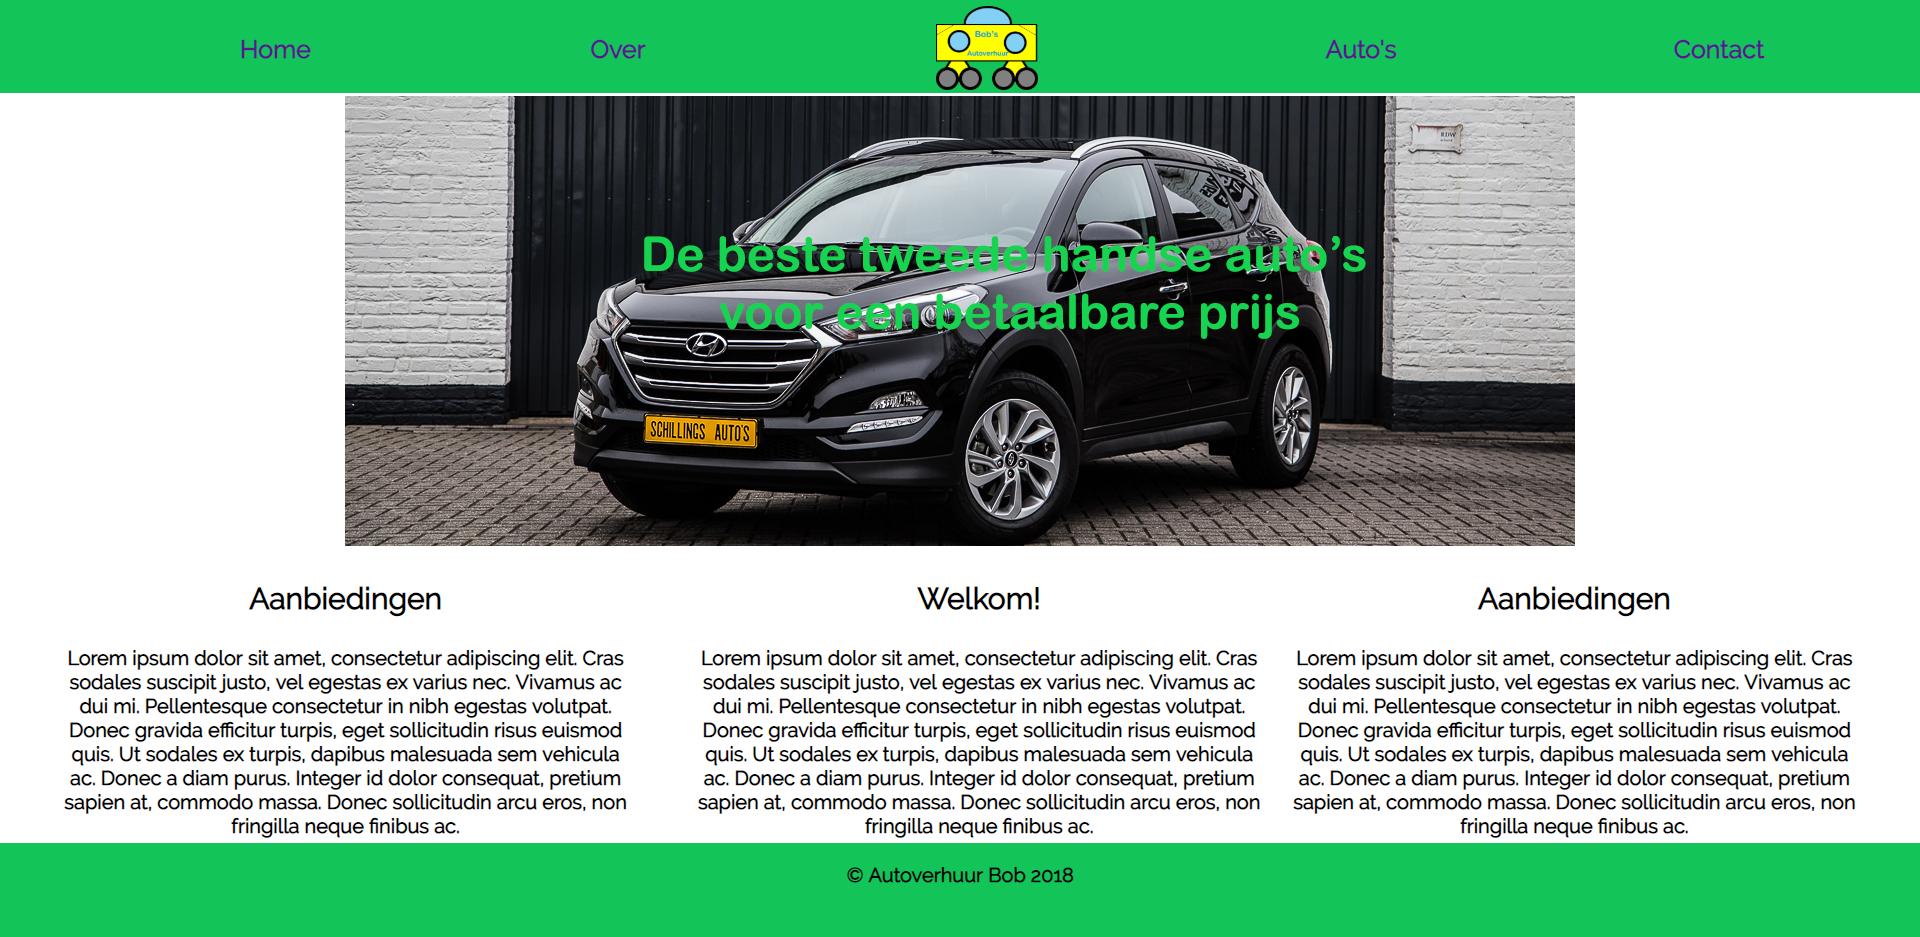 Home
Over
Bob's
Autoverhuur
Auto's
Contact
RDW
De beste tweede handse auto’s
voor een betaalbare prijs
SCHILLINGS AUTO'S
Aanbiedingen
Lorem ipsum dolor sit amet, consectetur adipiscing elit. Cras
sodales suscipit justo, vel egestas ex varius nec. Vivamus ac
dui mi. Pellentesque consectetur in nibh egestas volutpat.
Donec gravida efficitur turpis, eget sollicitudin risus euismod
quis. Ut sodales ex turpis, dapibus malesuada sem vehicula
ac. Donec a diam purus. Integer id dolor consequat, pretium
sapien at, commodo massa. Donec sollicitudin arcu eros, non
fringilla neque finibus ac.
Welkom!
Lorem ipsum dolor sit amet, consectetur adipiscing elit. Cras
sodales suscipit justo, vel egestas ex varius nec. Vivamus ac
dui mi. Pellentesque consectetur in nibh egestas volutpat.
Donec gravida efficitur turpis, eget sollicitudin risus euismod
quis. Ut sodales ex turpis, dapibus malesuada sem vehicula
ac. Donec a diam purus. Integer id dolor consequat, pretium
sapien at, commodo massa. Donec sollicitudin arcu eros, non
fringilla neque finibus ac.
Aanbiedingen
Lorem ipsum dolor sit amet, consectetur adipiscing elit. Cras
sodales suscipit justo, vel egestas ex varius nec. Vivamus ac
dui mi. Pellentesque consectetur in nibh egestas volutpat.
Donec gravida efficitur turpis, eget sollicitudin risus euismod
quis. Ut sodales ex turpis, dapibus malesuada sem vehicula
ac. Donec a diam purus. Integer id dolor consequat, pretium
sapien at, commodo massa. Donec sollicitudin arcu eros, non
fringilla neque finibus ac.
© Autoverhuur Bob 2018